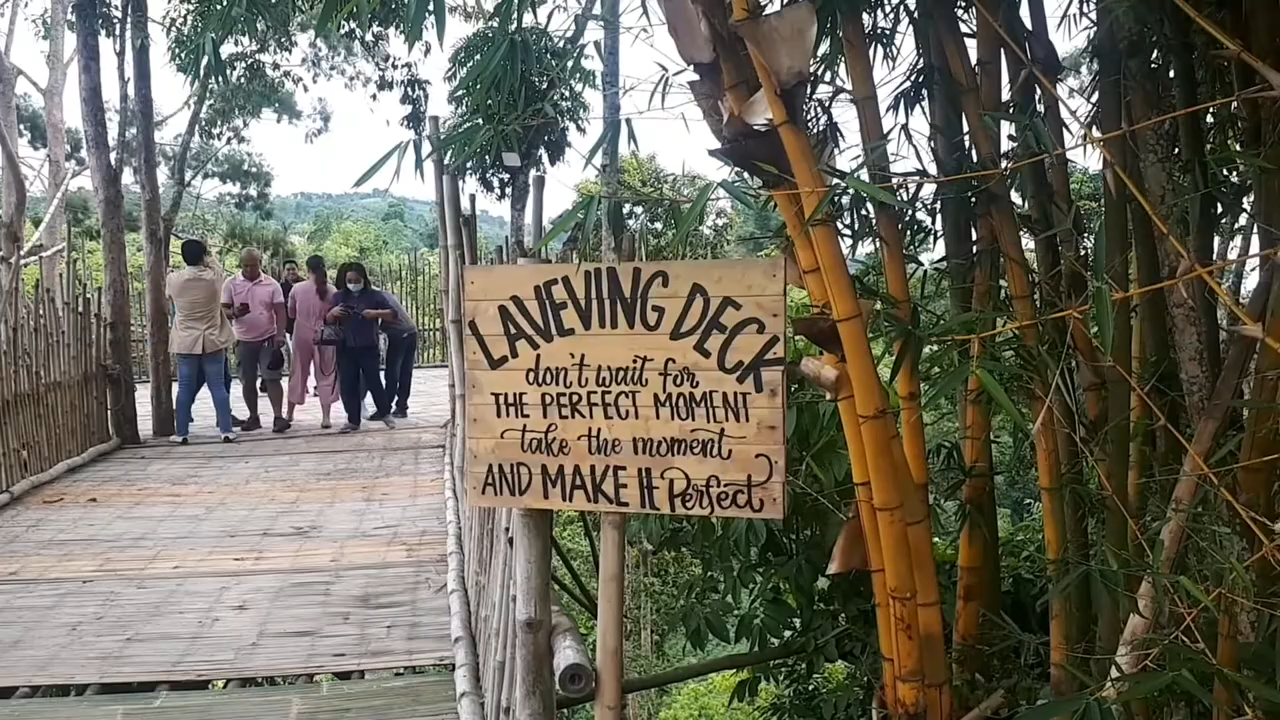 LAVEVING DECK
don't wait for
THE PERFECT MOMENT
take the moment
AND MAKE It Perfect